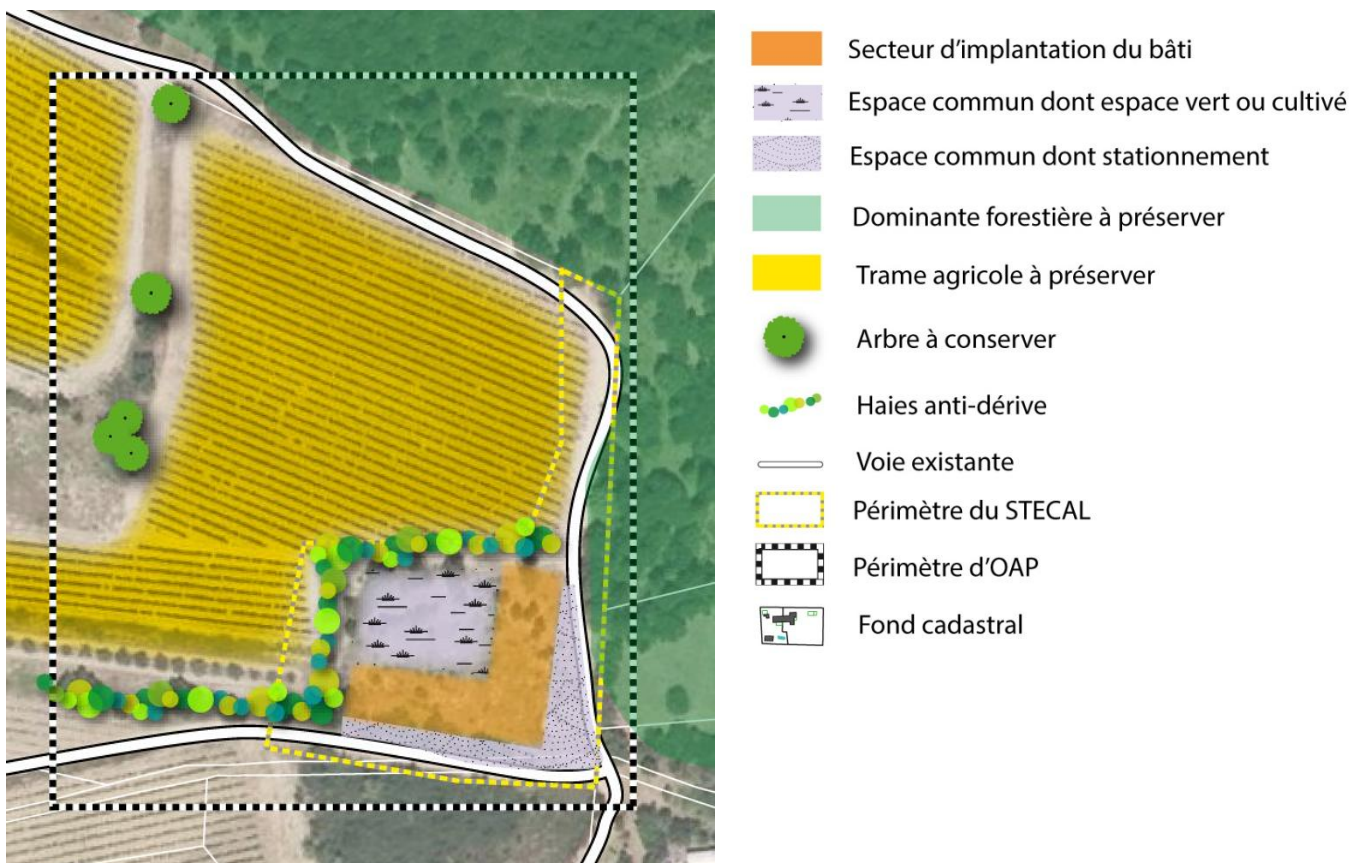 Secteur d'implantation du bâti
Espace commun dont espace vert ou cultivé
Espace commun dont stationnement
Dominante forestière à préserver
Trame agricole à préserver
Arbre à conserver
Haies anti-dérive
Voie existante
Périmètre du STECAL
Périmètre d'OAP
Fond cadastral